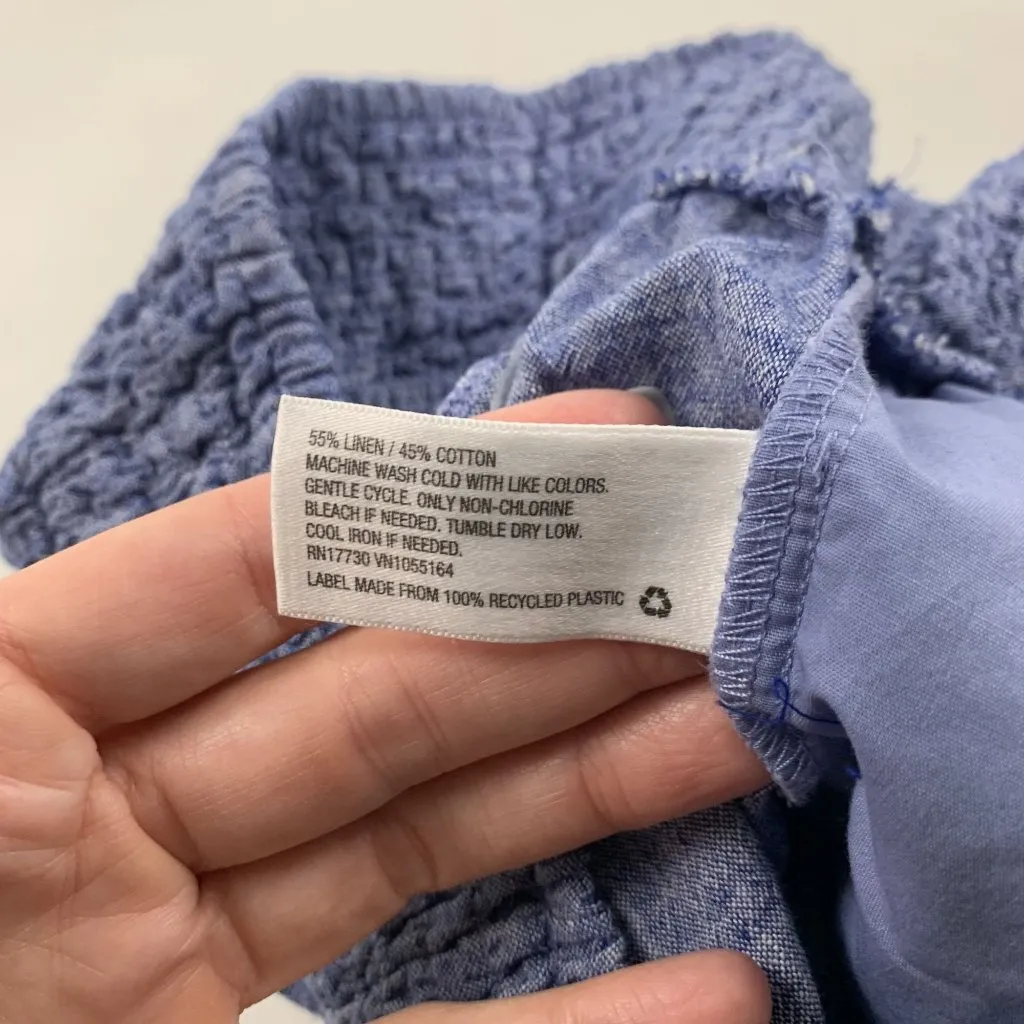 55% LINEN / 45% COTTON
MACHINE WASH COLD WITH LIKE COLORS.
GENTLE CYCLE. ONLY NON-CHLORINE
BLEACH IF NEEDED. TUMBLE DRY LOW.
COOL IRON IF NEEDED.
RN17730 VN1055164
LABEL MADE FROM 100% RECYCLED PLASTIC